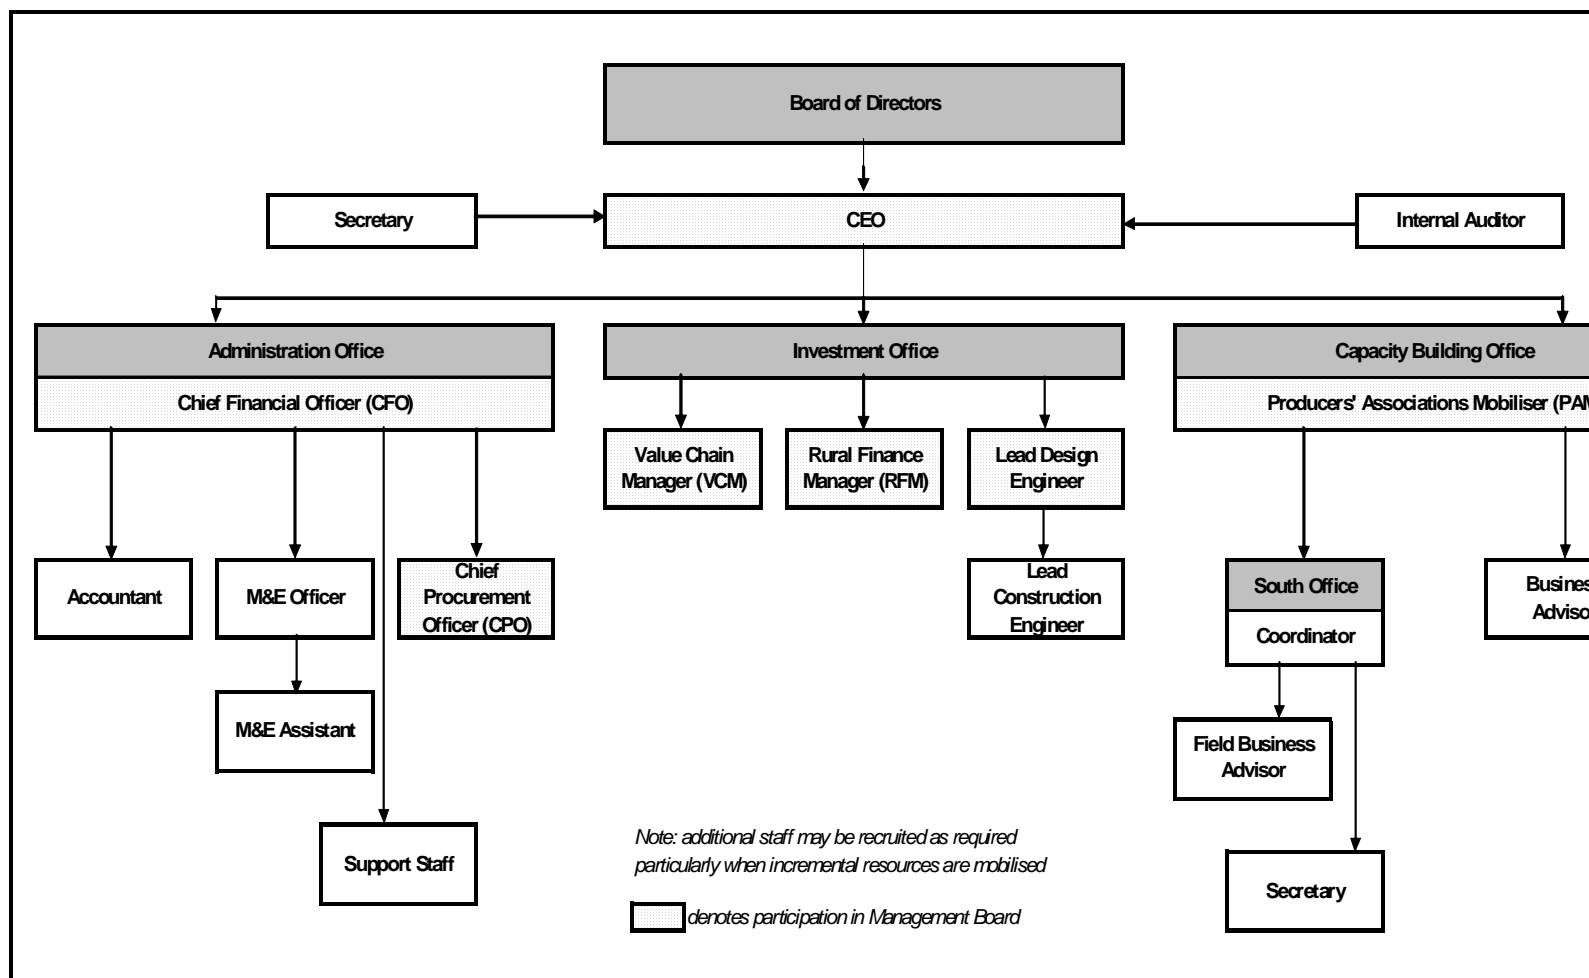 Board of Directors
Secretary
CEO
Internal Auditor
Administration Office
Chief Financial Officer (CFO)
Investment Office
Capacity Building Office
Producers' Associations Mobiliser (PAM
Value Chain
Manager (VCM)
Rural Finance
Manager (RFM)
Lead Design
Engineer
Accountant
M&E Officer
Chief
Procurement
Officer (CPO)
Lead
Construction
Engineer
South Office
Coordinator
Busines
Adviso
M&E Assistant
Field Business
Advisor
Support Staff
Secretary
Note: additional staff may be recruited as required
particularly when incremental resources are mobilised
denotes participation in Management Board